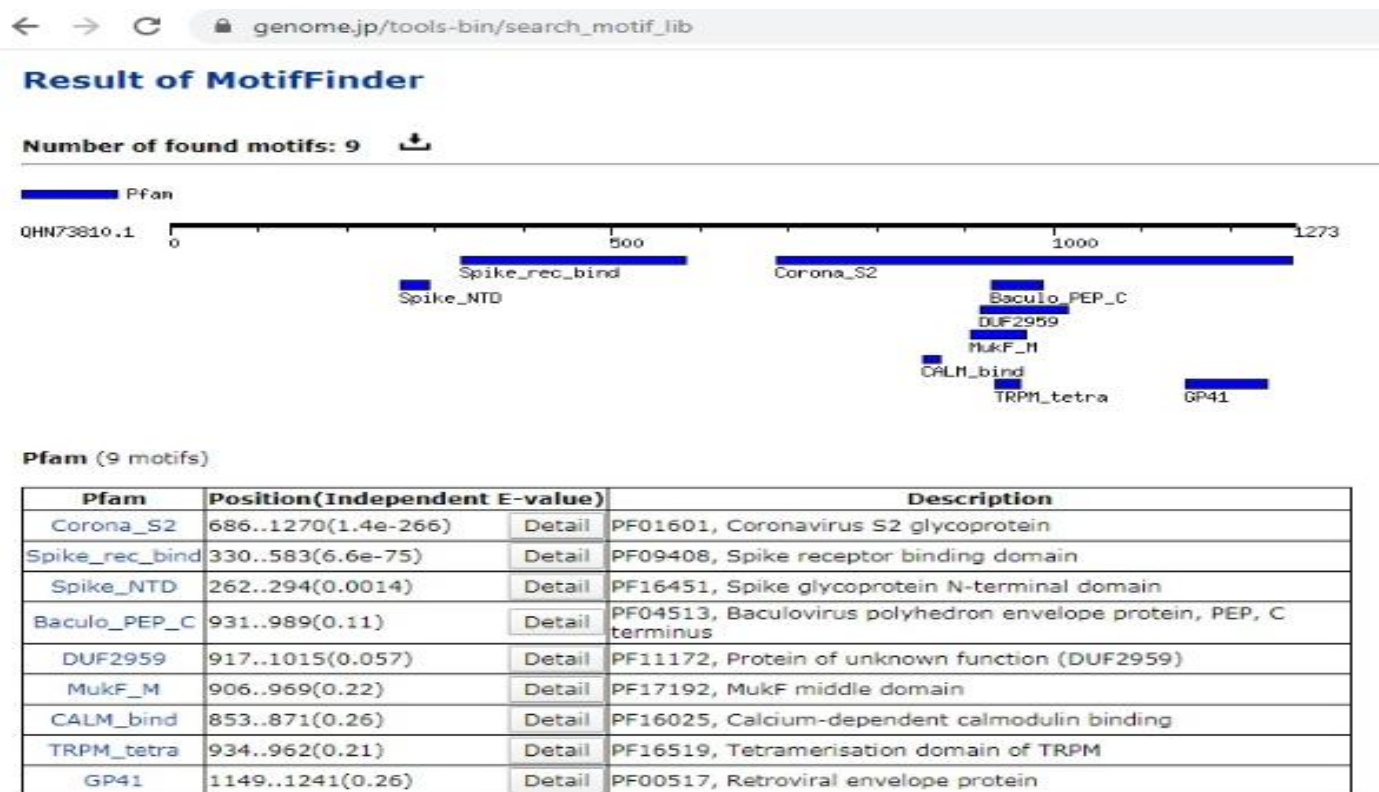 genome.jp/tools-bin/search_motif_lib
Result of MotifFinder
Number of found motifs: 9
Pfam
QHN73810.1
0 500 1000 1273
Spike_rec_bind Corona_S2
Spike_NTD Baculo_PEP_C
DUF2959
MukF_M
CALM_bind
TRPM_tetra GP41
Pfam (9 motifs)
Pfam Position(Independent E-value) Description
Corona_S2 686..1270(1.4e-266) Detail PF01601, Coronavirus S2 glycoprotein
Spike_rec_bind 330..583(6.6e-75) Detail PF09408, Spike receptor binding domain
Spike_NTD 262..294(0.0014) Detail PF16451, Spike glycoprotein N-terminal domain
Baculo_PEP_C 931..989(0.11) Detail PF04513, Baculovirus polyhedron envelope protein, PEP, C
terminus
DUF2959 917..1015(0.057) Detail PF11172, Protein of unknown function (DUF2959)
MukF_M 906..969(0.22) Detail PF17192, MukF middle domain
CALM_bind 853..871(0.26) Detail PF16025, Calcium-dependent calmodulin binding
TRPM_tetra 934..962(0.21) Detail PF16519, Tetramerisation domain of TRPM
GP41 1149..1241(0.26) Detail PF00517, Retroviral envelope protein